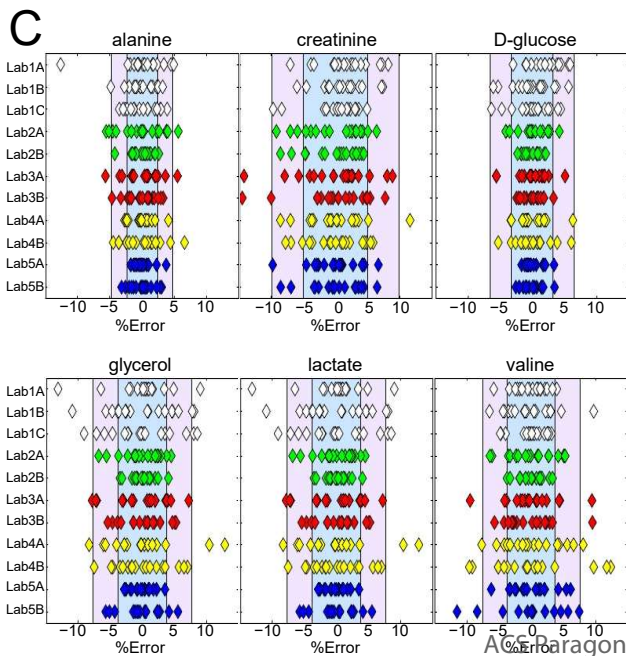 C
alanine creatinine D-glucose
Lab1A
Lab1B
Lab1C
Lab2A
Lab2B
Lab3A
Lab3B
Lab4A
Lab4B
Lab5A
Lab5B
−10 −5 0 5 10 −10 −5 0 5 10 −10 −5 0 5 10
%Error %Error %Error
glycerol lactate valine
Lab1A
Lab1B
Lab1C
Lab2A
Lab2B
Lab3A
Lab3B
Lab4A
Lab4B
Lab5A
Lab5B
−10 −5 0 5 10 −10 −5 0 5 10 −10 −5 0 5 10
%Error %Error %Error
ACS Paragon